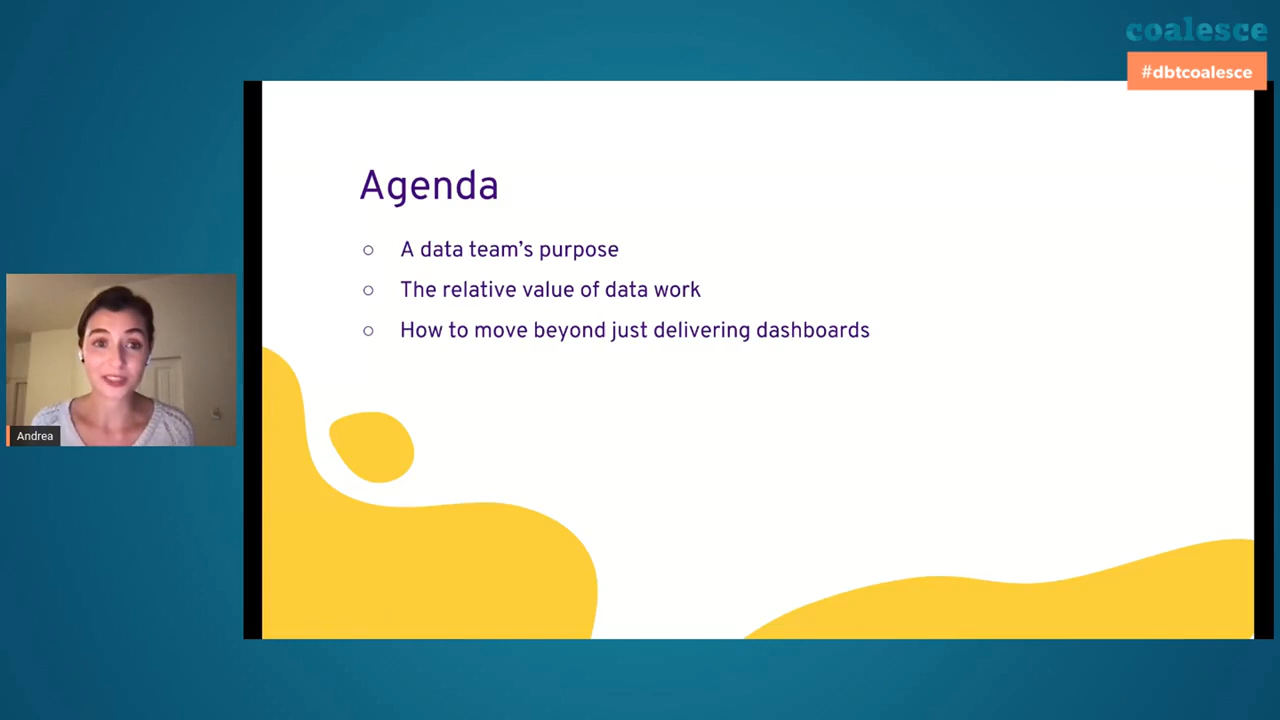 coalesce
#dbtcoalesce
Agenda
○ A data team's purpose
○ The relative value of data work
○ How to move beyond just delivering dashboards
Andrea